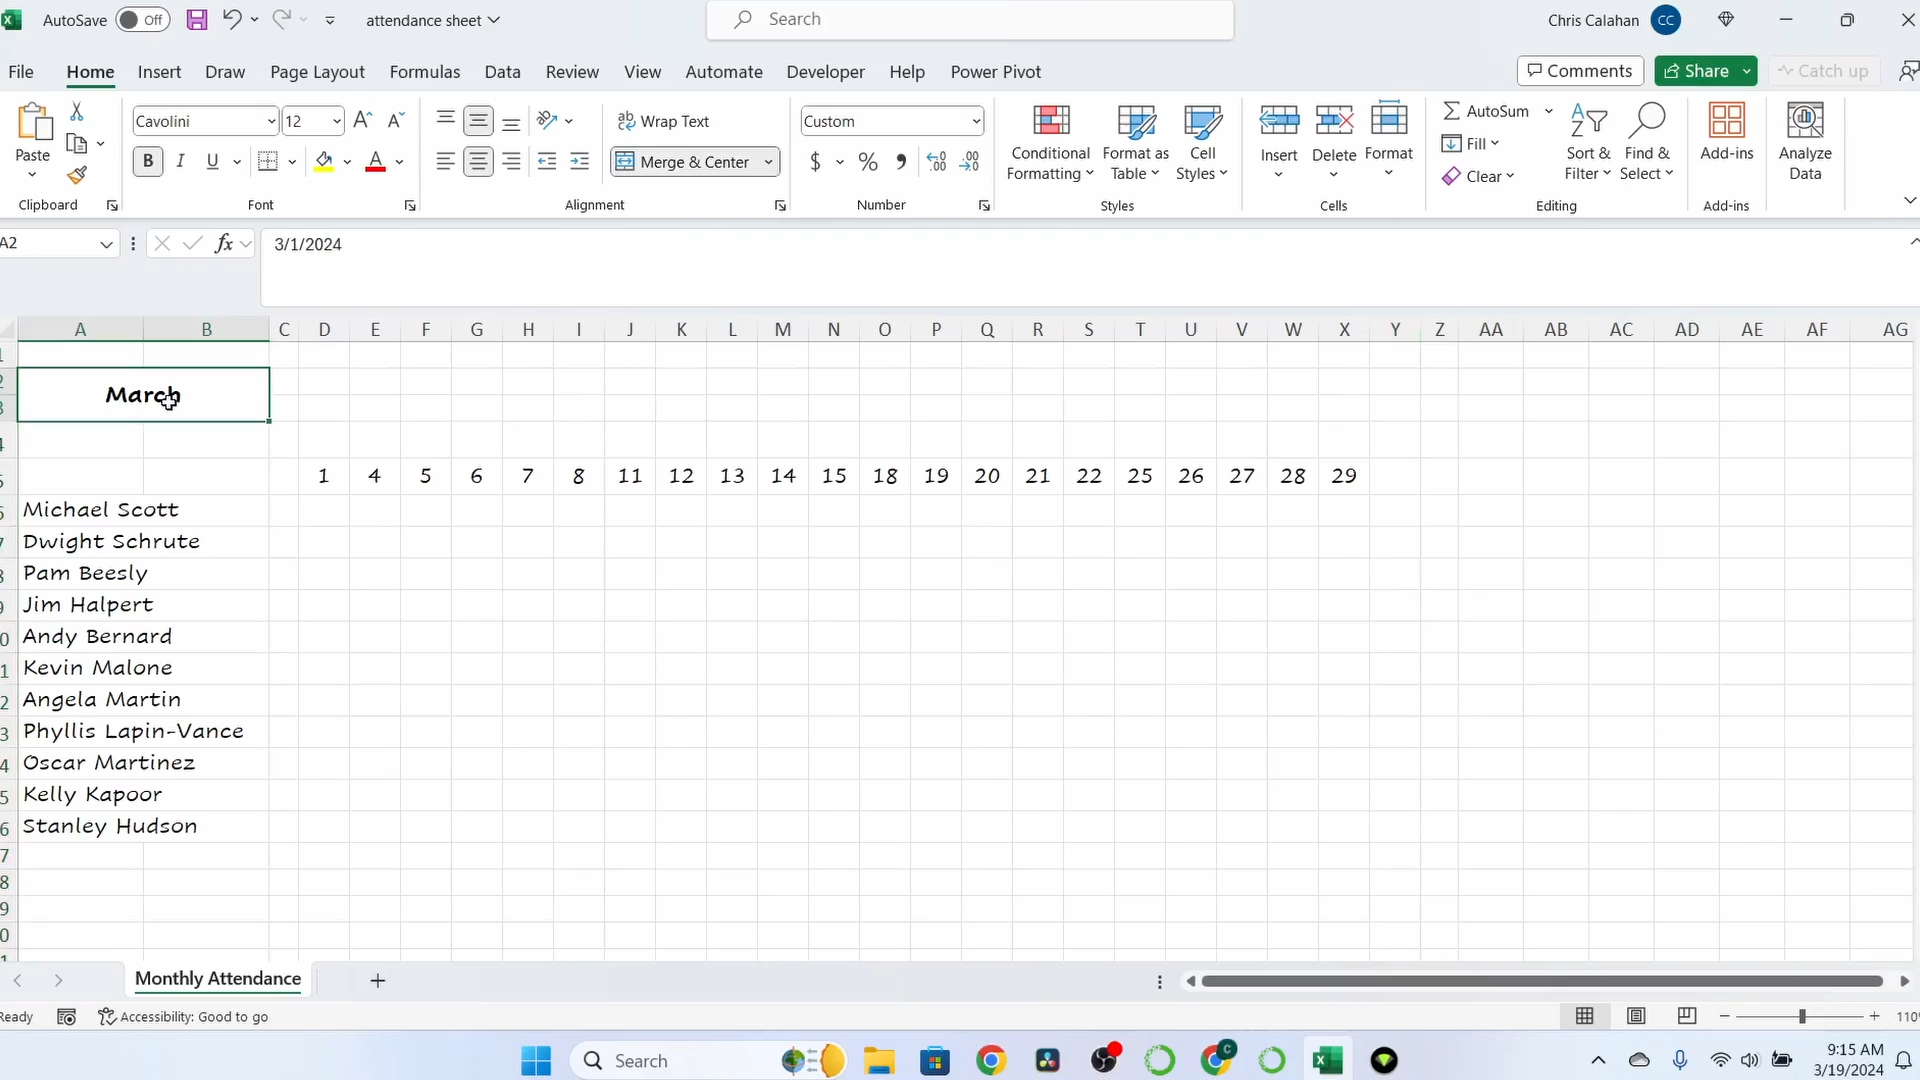 AutoSave Off attendance sheet Search Chris Calahan CC
File Home Insert Draw Page Layout Formulas Data Review View Automate Developer Help Power Pivot Comments Share Catch up
Cavolini 12 Wrap Text Custom AutoSum
Paste B I U A Merge & Center $ % Conditional Formatting Format as Table Cell Styles Insert Delete Format Fill Clear Sort & Filter Find & Select Add-ins Analyze Data
Clipboard Font Alignment Number Styles Cells Editing Add-ins
A2 fx 3/1/2024
A B C D E F G H I J K L M N O P Q R S T U V W X Y Z AA AB AC AD AE AF AG
March
1 4 5 6 7 8 11 12 13 14 15 18 19 20 21 22 25 26 27 28 29
Michael Scott
Dwight Schrute
Pam Beesly
Jim Halpert
Andy Bernard
Kevin Malone
Angela Martin
Phyllis Lapin-Vance
Oscar Martinez
Kelly Kapoor
Stanley Hudson
Monthly Attendance
Ready Accessibility: Good to go 110%
Search 9:15 AM
3/19/2024